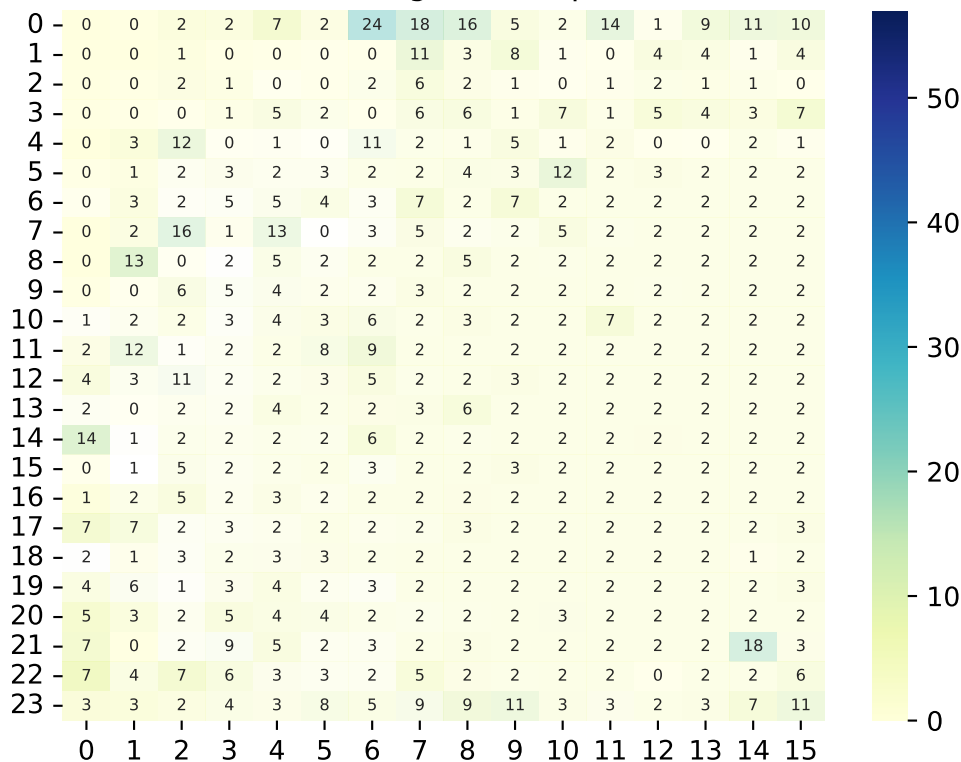 0 0 0 2 2 7 2 24 18 16 5 2 14 1 9 11 10
1 0 0 1 0 0 0 0 11 3 8 1 0 4 4 1 4
2 0 0 2 1 0 0 2 6 2 1 0 1 2 1 1 0
3 0 0 0 1 5 2 0 6 6 1 7 1 5 4 3 7
4 0 3 12 0 1 0 11 2 1 5 1 2 0 0 2 1
5 0 1 2 3 2 3 2 2 4 3 12 2 3 2 2 2
6 0 3 2 5 5 4 3 7 2 7 2 2 2 2 2 2
7 0 2 16 1 13 0 3 5 2 2 5 2 2 2 2 2
8 0 13 0 2 5 2 2 2 5 2 2 2 2 2 2 2
9 0 0 6 5 4 2 2 3 2 2 2 2 2 2 2 2
10 1 2 2 3 4 3 6 2 3 2 2 7 2 2 2 2
11 2 12 1 2 2 8 9 2 2 2 2 2 2 2 2 2
12 4 3 11 2 2 3 5 2 2 3 2 2 2 2 2 2
13 2 0 2 2 4 2 2 3 6 2 2 2 2 2 2 2
14 14 1 2 2 2 2 6 2 2 2 2 2 2 2 2 2
15 0 1 5 2 2 2 3 2 2 3 2 2 2 2 2 2
16 1 2 5 2 3 2 2 2 2 2 2 2 2 2 2 2
17 7 7 2 3 2 2 2 2 3 2 2 2 2 2 2 3
18 2 1 3 2 3 3 2 2 2 2 2 2 2 2 1 2
19 4 6 1 3 4 2 3 2 2 2 2 2 2 2 2 3
20 5 3 2 5 4 4 2 2 2 2 3 2 2 2 2 2
21 7 0 2 9 5 2 3 2 3 2 2 2 2 2 18 3
22 7 4 7 6 3 3 2 5 2 2 2 2 0 2 2 6
23 3 3 2 4 3 8 5 9 9 11 3 3 2 3 7 11
0 1 2 3 4 5 6 7 8 9 10 11 12 13 14 15
50
40
30
20
10
0